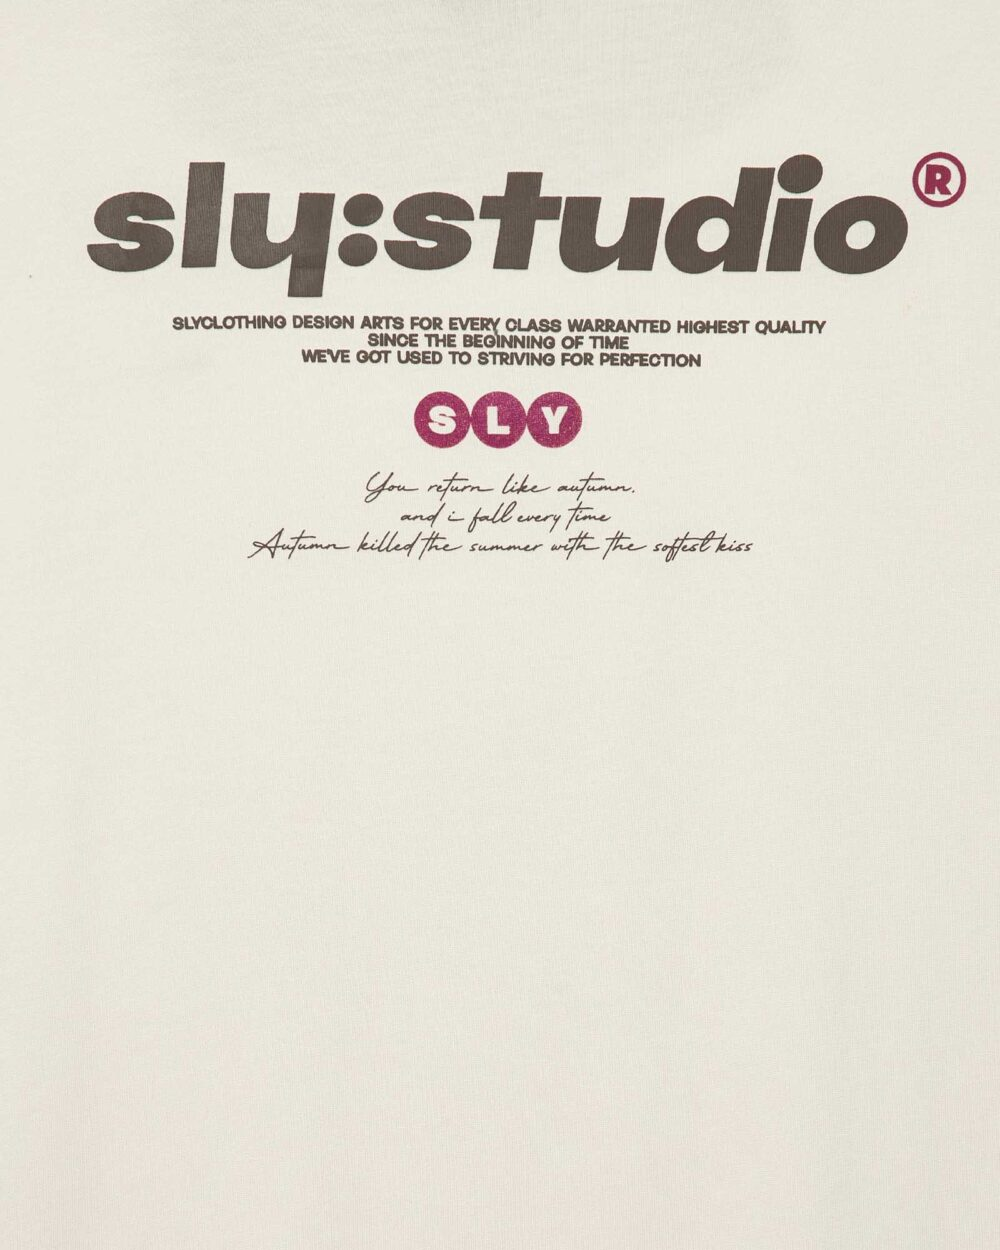 sly:studio®
SLYCLOTHING DESIGN ARTS FOR EVERY CLASS WARRANTED HIGHEST QUALITY
SINCE THE BEGINNING OF TIME
WE'VE GOT USED TO STRIVING FOR PERFECTION
SLY
You return like autumn,
and i fall every time
Autumn killed the summer with the softest kiss